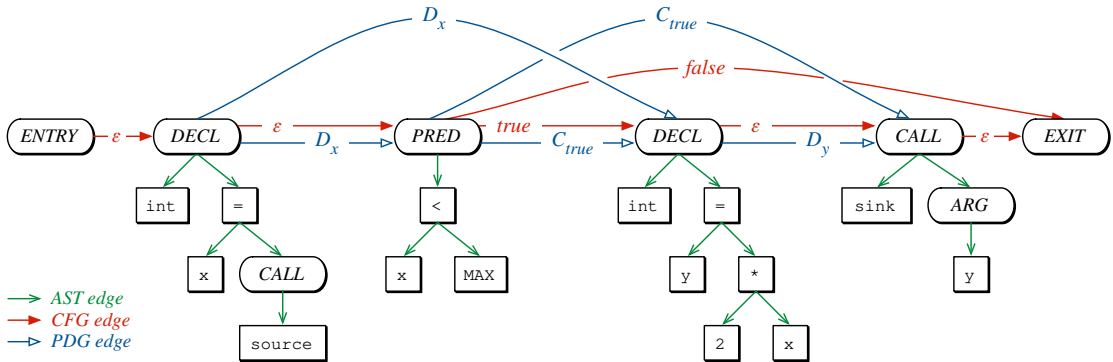 D_x
C_true
false
ENTRY
ε
DECL
ε
PRED
true
DECL
ε
CALL
ε
EXIT
D_x
C_true
D_y
int
=
<
int
=
sink
ARG
x
CALL
x
MAX
y
*
y
AST edge
CFG edge
PDG edge
source
2
x